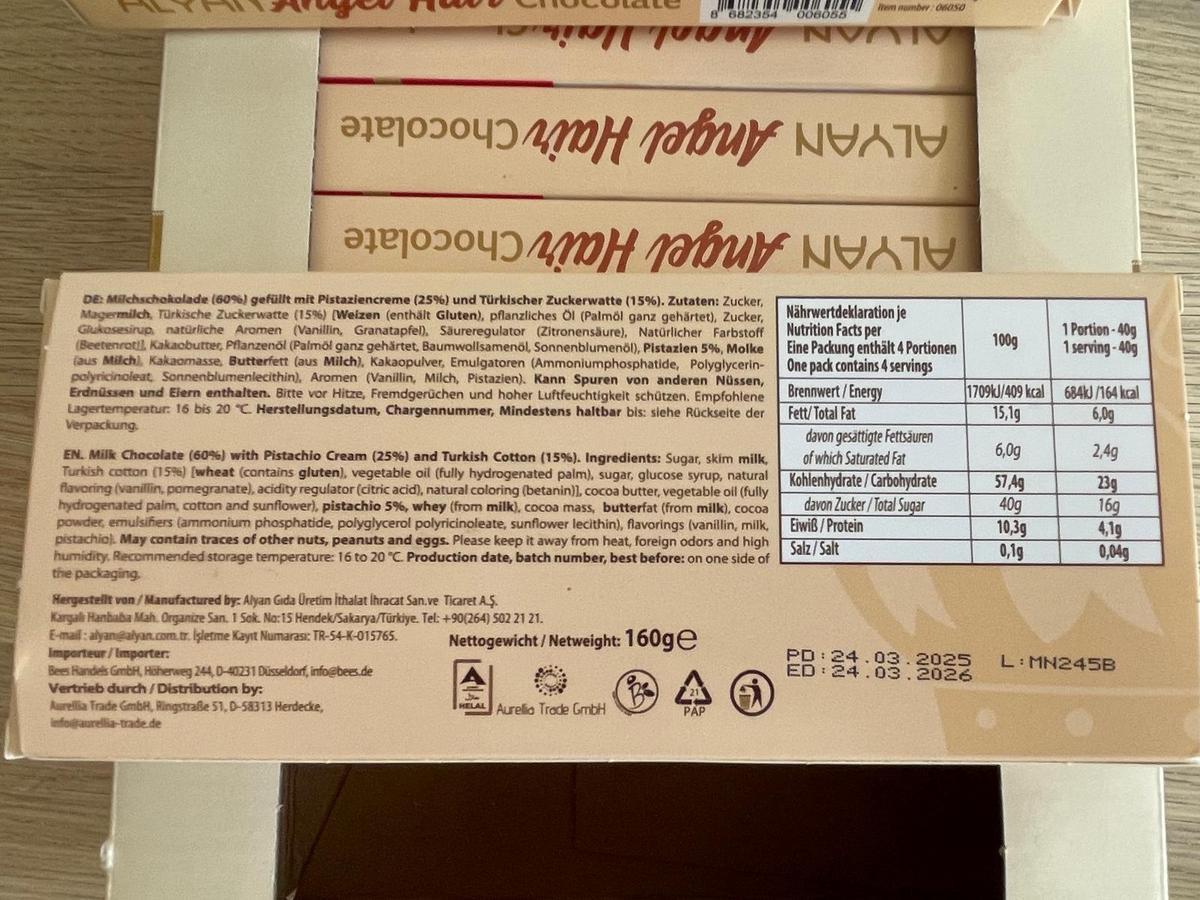 ALYAN Angel Hair Chocolate
8 682354 006055
Item number : 06050
ALYAN Angel Hair Chocolate
ALYAN Angel Hair Chocolate
ALYAN Angel Hair Chocolate
DE: Milchschokolade (60%) gefüllt mit Pistaziencreme (25%) und Türkischer Zuckerwatte (15%). Zutaten: Zucker,
Magermilch, Türkische Zuckerwatte (15%) [Weizen (enthält Gluten), pflanzliches Öl (Palmöl ganz gehärtet), Zucker,
Glukosesirup, natürliche Aromen (Vanillin, Granatapfel), Säureregulator (Zitronensäure), Natürlicher Farbstoff
(Beetenrot)], Kakaobutter, Pflanzenöl (Palmöl ganz gehärtet, Baumwollsamenöl, Sonnenblumenöl), Pistazien 5%, Molke
(aus Milch), Kakaomasse, Butterfett (aus Milch), Kakaopulver, Emulgatoren (Ammoniumphosphatide, Polyglycerin-
polyricinoleat, Sonnenblumenlecithin), Aromen (Vanillin, Milch, Pistazien). Kann Spuren von anderen Nüssen,
Erdnüssen und Eiern enthalten. Bitte vor Hitze, Fremdgerüchen und hoher Luftfeuchtigkeit schützen. Empfohlene
Lagertemperatur: 16 bis 20 °C. Herstellungsdatum, Chargennummer, Mindestens haltbar bis: siehe Rückseite der
Verpackung.
EN. Milk Chocolate (60%) with Pistachio Cream (25%) and Turkish Cotton (15%). Ingredients: Sugar, skim milk,
Turkish cotton (15%) [wheat (contains gluten), vegetable oil (fully hydrogenated palm), sugar, glucose syrup, natural
flavoring (vanillin, pomegranate), acidity regulator (citric acid), natural coloring (betanin)], cocoa butter, vegetable oil (fully
hydrogenated palm, cotton and sunflower), pistachio 5%, whey (from milk), cocoa mass, butterfat (from milk), cocoa
powder, emulsifiers (ammonium phosphatide, polyglycerol polyricinoleate, sunflower lecithin), flavorings (vanillin, milk,
pistachio). May contain traces of other nuts, peanuts and eggs. Please keep it away from heat, foreign odors and high
humidity. Recommended storage temperature: 16 to 20 °C. Production date, batch number, best before: on one side of
the packaging.
Hergestellt von / Manufactured by: Alyan Gıda Üretim İthalat İhracat San.ve Ticaret A.Ş.
Kargalı Hanbaba Mah. Organize San. 1 Sok. No:15 Hendek/Sakarya/Türkiye. Tel: +90(264) 502 21 21.
E-mail : alyan@alyan.com.tr. İşletme Kayıt Numarası: TR-54-K-015765.
Importeur / Importer:
Bees Handels GmbH, Höherweg 244, D-40231 Düsseldorf, info@bees.de
Vertrieb durch / Distribution by:
Aurellia Trade GmbH, Ringstraße 51, D-58313 Herdecke,
info@aurellia-trade.de
Nettogewicht / Netweight: 160g e
HELAL
Aurellia Trade GmbH
21
PAP
Nährwertdeklaration je
Nutrition Facts per
Eine Packung enthält 4 Portionen
One pack contains 4 servings
100g
1 Portion - 40g
1 serving - 40g
Brennwert / Energy 1709kJ/409 kcal 684kJ /164 kcal
Fett/ Total Fat 15,1g 6,0g
davon gesättigte Fettsäuren
of which Saturated Fat 6,0g 2,4g
Kohlenhydrate / Carbohydrate 57,4g 23g
davon Zucker / Total Sugar 40g 16g
Eiwiß / Protein 10,3g 4,1g
Salz / Salt 0,1g 0,04g
PD:24.03.2025 L:MN245B
ED:24.03.2026